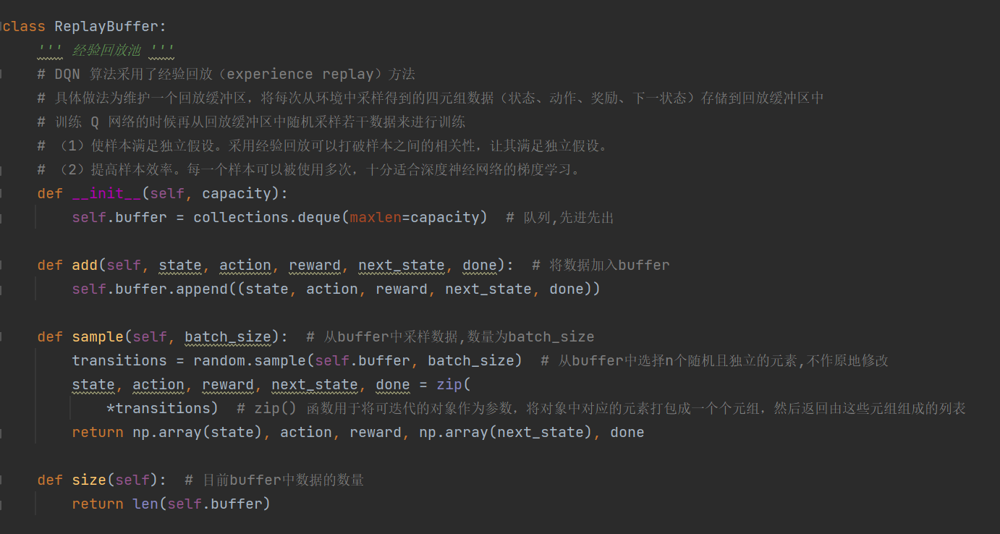 class ReplayBuffer:
    ''' 经验回放池 '''
    # DQN 算法采用了经验回放（experience replay）方法
    # 具体做法为维护一个回放缓冲区，将每次从环境中采样得到的四元组数据（状态、动作、奖励、下一状态）存储到回放缓冲区中
    # 训练 Q 网络的时候再从回放缓冲区中随机采样若干数据来进行训练
    # （1）使样本满足独立假设。采用经验回放可以打破样本之间的相关性，让其满足独立假设。
    # （2）提高样本效率。每一个样本可以被使用多次，十分适合深度神经网络的梯度学习。
    def __init__(self, capacity):
        self.buffer = collections.deque(maxlen=capacity)  # 队列,先进先出
    def add(self, state, action, reward, next_state, done):  # 将数据加入buffer
        self.buffer.append((state, action, reward, next_state, done))
    def sample(self, batch_size):  # 从buffer中采样数据,数量为batch_size
        transitions = random.sample(self.buffer, batch_size)  # 从buffer中选择n个随机且独立的元素,不作原地修改
        state, action, reward, next_state, done = zip(
            *transitions)  # zip() 函数用于将可迭代的对象作为参数，将对象中对应的元素打包成一个个元组，然后返回由这些元组组成的列表
        return np.array(state), action, reward, np.array(next_state), done
    def size(self):  # 目前buffer中数据的数量
        return len(self.buffer)